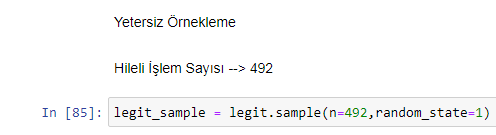 Yetersiz Örnekleme
Hileli İşlem Sayısı --> 492
In [85]: legit_sample = legit.sample(n=492,random_state=1)